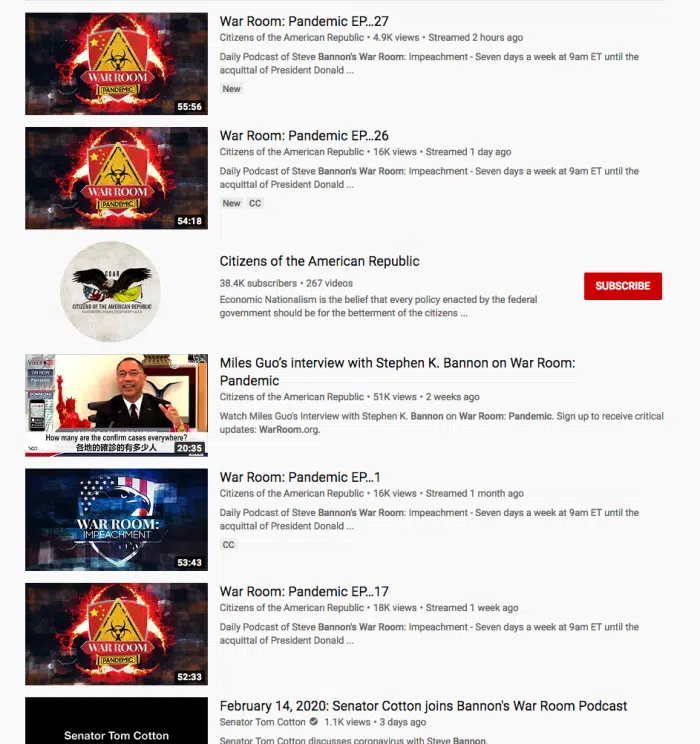 War Room: Pandemic EP...27
Citizens of the American Republic • 4.9K views • Streamed 2 hours ago
Daily Podcast of Steve Bannon's War Room: Impeachment - Seven days a week at 9am ET until the
acquittal of President Donald ...
New
WAR ROOM
PANDEMIC
55:56
War Room: Pandemic EP...26
Citizens of the American Republic • 16K views • Streamed 1 day ago
Daily Podcast of Steve Bannon's War Room: Impeachment - Seven days a week at 9am ET until the
acquittal of President Donald ...
New CC
WAR ROOM
PANDEMIC
54:18
COAR
CITIZENS OF THE AMERICAN REPUBLIC
Citizens of the American Republic
38.4K subscribers • 267 videos
SUBSCRIBE
Economic Nationalism is the belief that every policy enacted by the federal
government should be for the betterment of the citizens ...
Miles Guo's interview with Stephen K. Bannon on War Room:
Pandemic
Citizens of the American Republic • 51K views • 2 weeks ago
Watch Miles Guo's Interview with Stephen K. Bannon on War Room: Pandemic. Sign up to receive critical
updates: WarRoom.org.
ON NOW
DOWNLOAD
How many are the confirm cases everywhere?
各地的確診的有多少人
20:35
War Room: Pandemic EP...1
Citizens of the American Republic • 16K views • Streamed 1 month ago
Daily Podcast of Steve Bannon's War Room: Impeachment - Seven days a week at 9am ET until the
acquittal of President Donald ...
CC
WAR ROOM:
IMPEACHMENT
53:43
War Room: Pandemic EP...17
Citizens of the American Republic • 18K views • Streamed 1 week ago
Daily Podcast of Steve Bannon's War Room: Impeachment - Seven days a week at 9am ET until the
acquittal of President Donald ...
WAR ROOM
PANDEMIC
52:33
February 14, 2020: Senator Cotton joins Bannon's War Room Podcast
Senator Tom Cotton 1.1K views • 3 days ago
Senator Tom Cotton discusses coronavirus with Steve Bannon.
Senator Tom Cotton